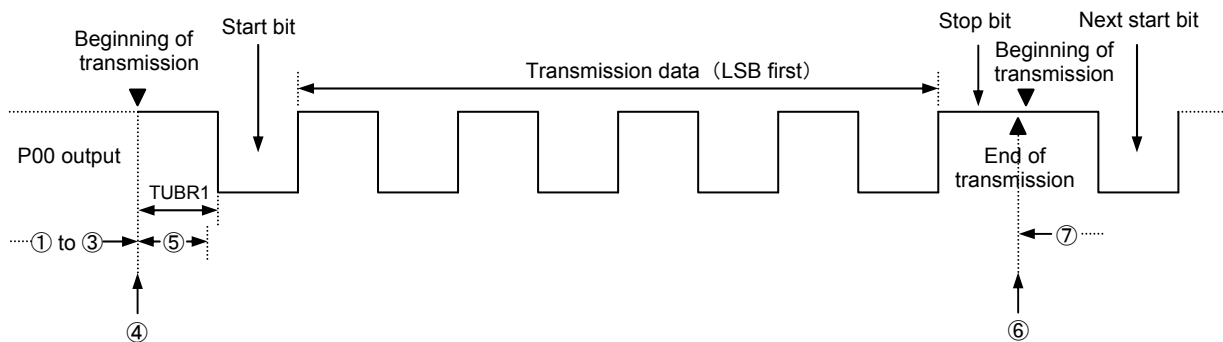 Beginning of
transmission
Start bit
Transmission data (LSB first)
Stop bit
Beginning of
transmission
Next start bit
P00 output
TUBR1
End of
transmission
① to ③
⑤
⑦
④
⑥